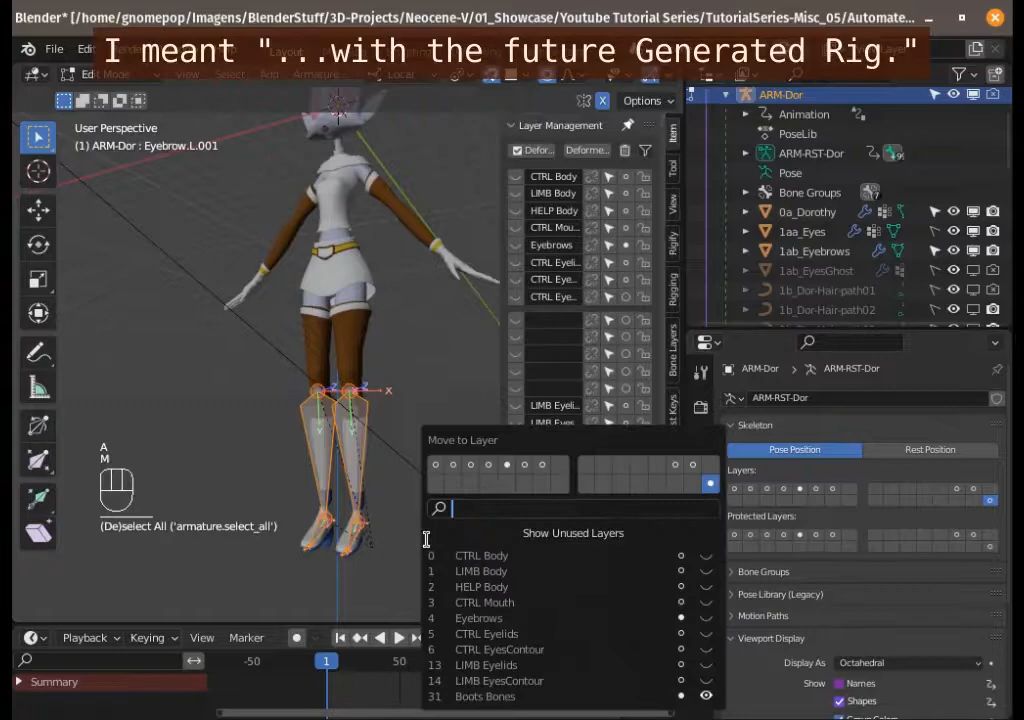 Blender* [/home/gnomepop/Imagens/BlenderStuff/3D-Projects/Neocene-V/01_Showcase/Youtube Tutorial Series/TutorialSeries-Misc_05/Automate...
File
I meant "...with the future Generated Rig."
Options
User Perspective
(1) ARM-Dor : Eyebrow.L.001
Layer Management
Defor...
Deforme...
CTRL Body
LIMB Body
HELP Body
CTRL Mou...
Eyebrows
CTRL Eyeli...
CTRL Eye...
CTRL Eye...
LIMB Eyeli...
LIMB Eyes...
Item
Tool
View
Rigify
Rigging
Bone Layers
ARM-Dor
Animation
PoseLib
ARM-RST-Dor
Pose
Bone Groups
0a_Dorothy
1aa_Eyes
1ab_Eyebrows
1ab_EyesGhost
1b_Dor-Hair-path01
1b_Dor-Hair-path02
A
M
(De)select All ('armature.select_all')
Move to Layer
Show Unused Layers
0 CTRL Body
1 LIMB Body
2 HELP Body
3 CTRL Mouth
4 Eyebrows
5 CTRL Eyelids
6 CTRL EyesContour
13 LIMB Eyelids
14 LIMB EyesContour
31 Boots Bones
ARM-Dor
ARM-RST-Dor
ARM-RST-Dor
Skeleton
Pose Position
Rest Position
Layers:
Protected Layers:
Bone Groups
Pose Library (Legacy)
Motion Paths
Viewport Display
Display As
Octahedral
Show
Names
Shapes
Playback
Keying
View
Marker
-50
1
50
Summary